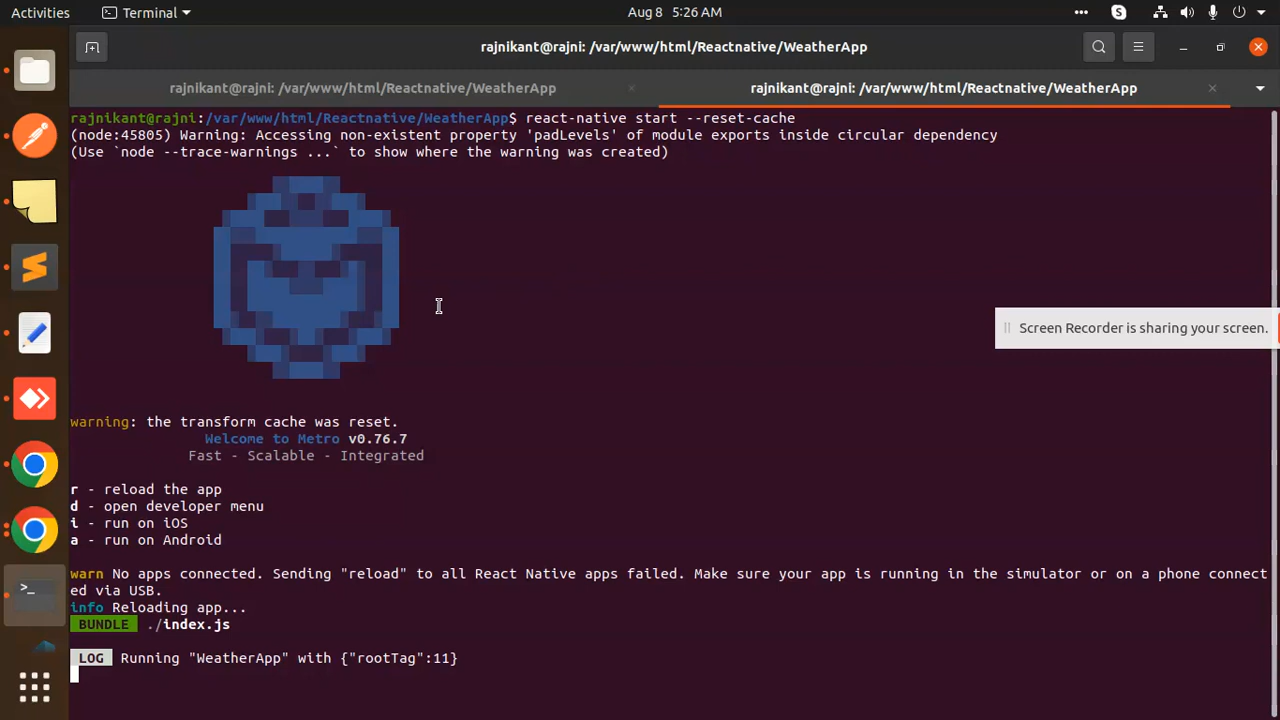 Activities
Terminal
Aug 8 5:26 AM
rajnikant@rajni: /var/www/html/Reactnative/WeatherApp
rajnikant@rajni: /var/www/html/Reactnative/WeatherApp
rajnikant@rajni: /var/www/html/Reactnative/WeatherApp
rajnikant@rajni:/var/www/html/Reactnative/WeatherApp$ react-native start --reset-cache
(node:45805) Warning: Accessing non-existent property 'padLevels' of module exports inside circular dependency
(Use `node --trace-warnings ...` to show where the warning was created)
Screen Recorder is sharing your screen.
warning: the transform cache was reset.
Welcome to Metro v0.76.7
Fast - Scalable - Integrated
r - reload the app
d - open developer menu
i - run on iOS
a - run on Android
warn No apps connected. Sending "reload" to all React Native apps failed. Make sure your app is running in the simulator or on a phone connect
ed via USB.
info Reloading app...
BUNDLE ./index.js
LOG Running "WeatherApp" with {"rootTag":11}